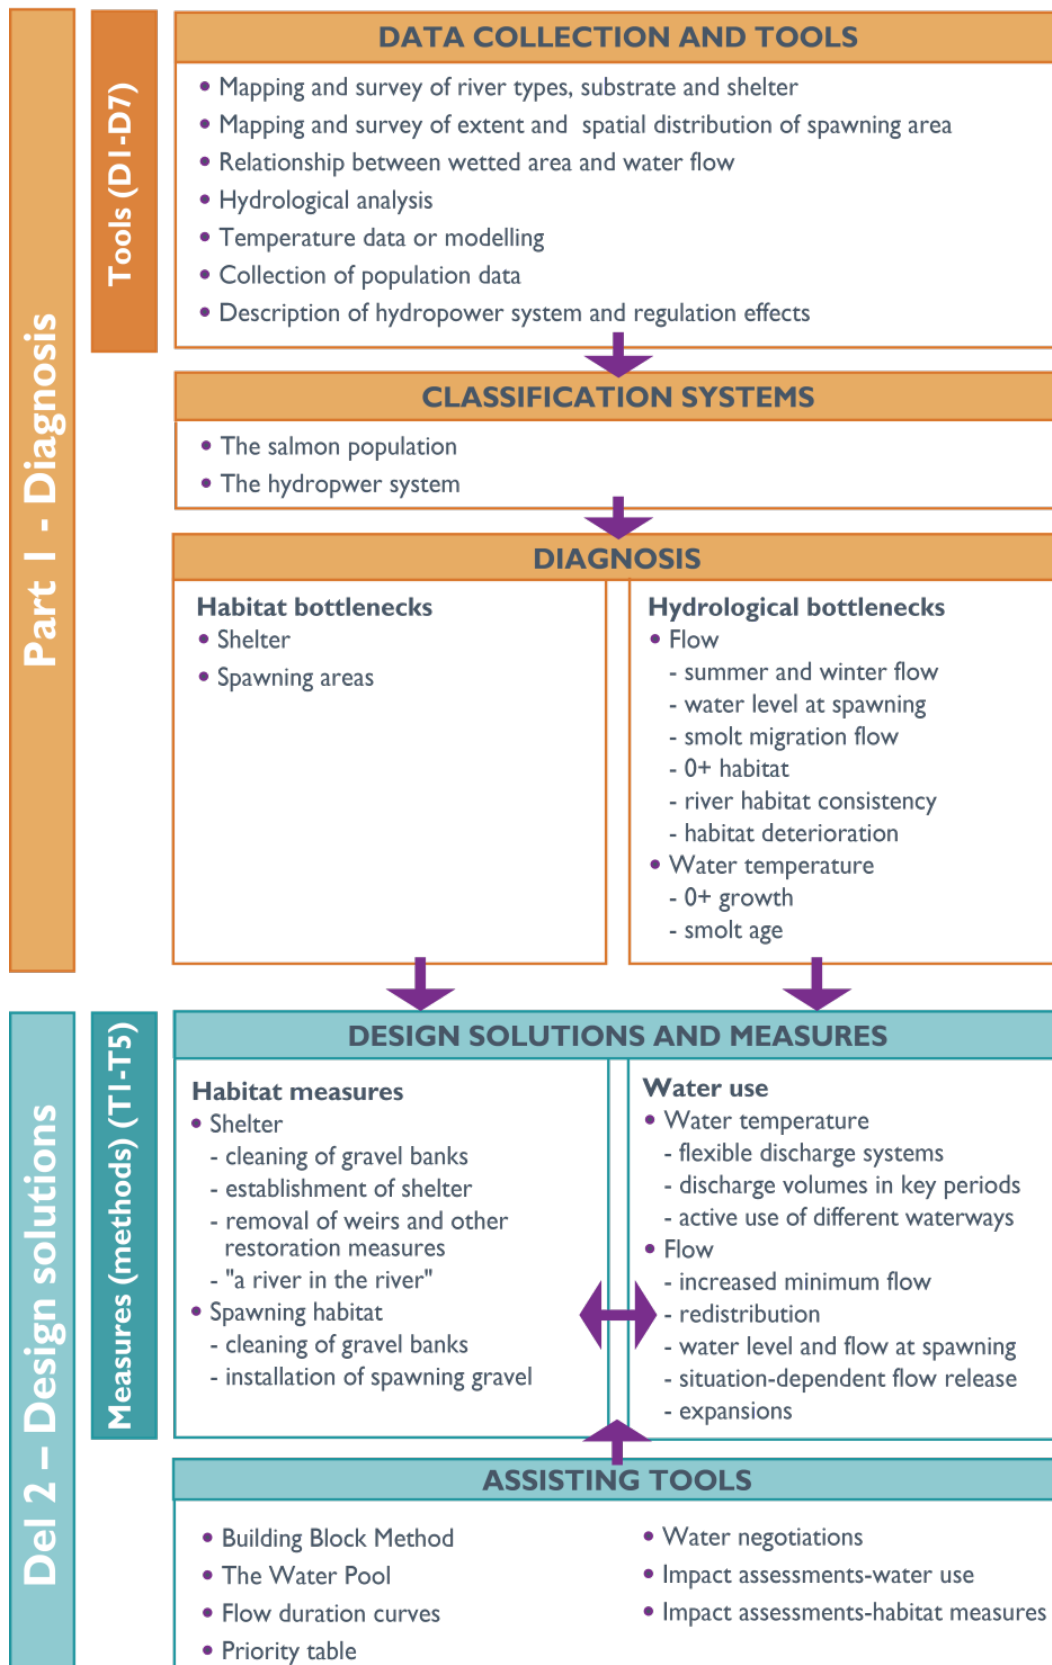 Part 1 - Diagnosis
Tools (D1-D7)
DATA COLLECTION AND TOOLS
• Mapping and survey of river types, substrate and shelter
• Mapping and survey of extent and spatial distribution of spawning area
• Relationship between wetted area and water flow
• Hydrological analysis
• Temperature data or modelling
• Collection of population data
• Description of hydropower system and regulation effects
CLASSIFICATION SYSTEMS
• The salmon population
• The hydropwer system
DIAGNOSIS
Habitat bottlenecks
• Shelter
• Spawning areas
Hydrological bottlenecks
• Flow
- summer and winter flow
- water level at spawning
- smolt migration flow
- 0+ habitat
- river habitat consistency
- habitat deterioration
• Water temperature
- 0+ growth
- smolt age
Del 2 – Design solutions
Measures (methods) (T1-T5)
DESIGN SOLUTIONS AND MEASURES
Habitat measures
• Shelter
- cleaning of gravel banks
- establishment of shelter
- removal of weirs and other
restoration measures
- "a river in the river"
• Spawning habitat
- cleaning of gravel banks
- installation of spawning gravel
Water use
• Water temperature
- flexible discharge systems
- discharge volumes in key periods
- active use of different waterways
• Flow
- increased minimum flow
- redistribution
- water level and flow at spawning
- situation-dependent flow release
- expansions
ASSISTING TOOLS
• Building Block Method
• The Water Pool
• Flow duration curves
• Priority table
• Water negotiations
• Impact assessments-water use
• Impact assessments-habitat measures